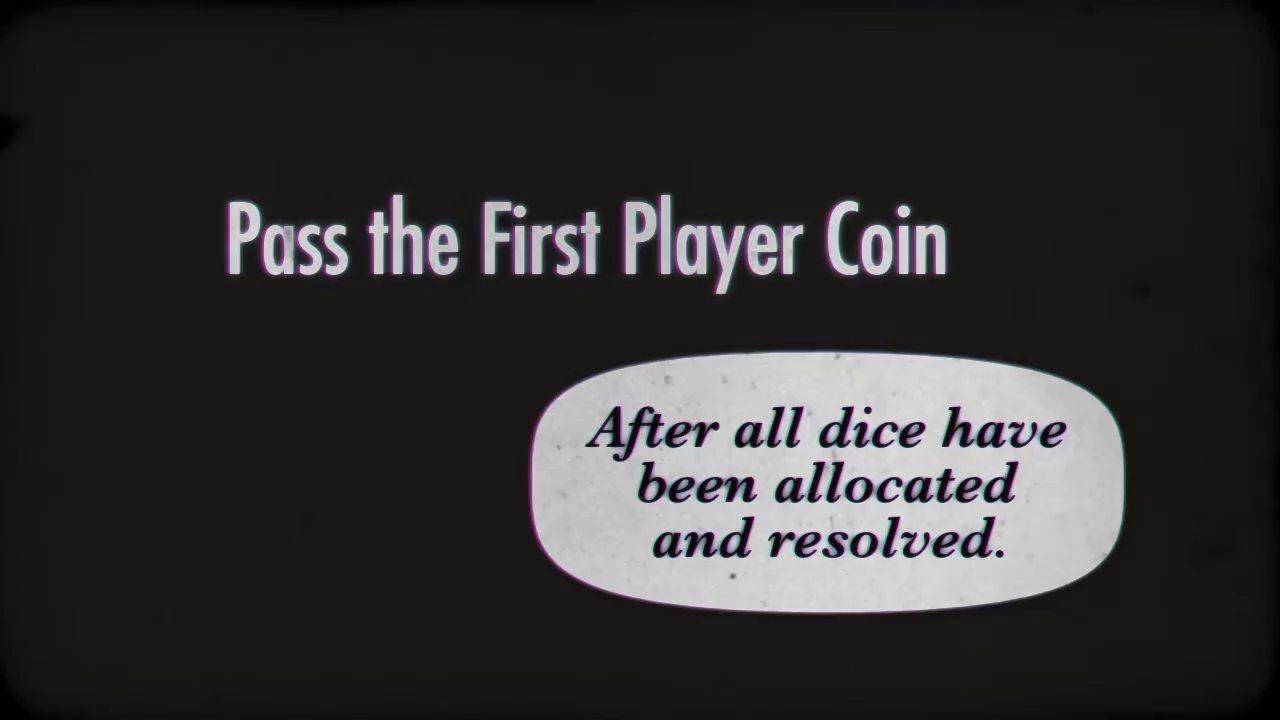 Pass the First Player Coin
After all dice have
been allocated
and resolved.